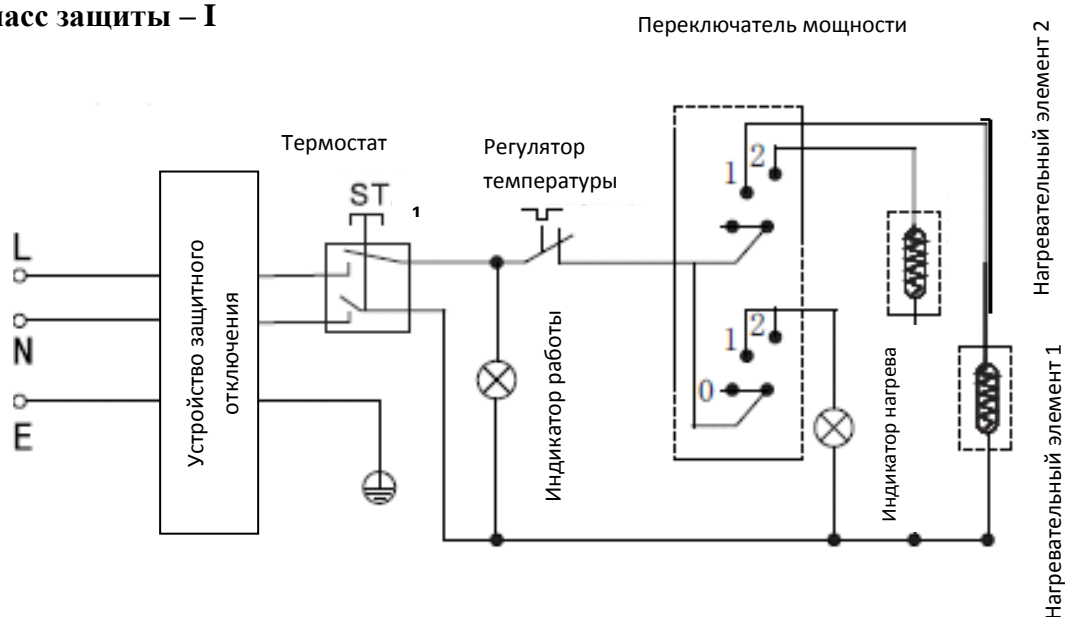 ласс защиты – I
Переключатель мощности
Нагревательный элемент 2
Термостат
Регулятор
температуры
ST
1
L
N
E
Устройство защитного
отключения
Индикатор работы
1
2
1
2
0
Индикатор нагрева
Нагревательный элемент 1